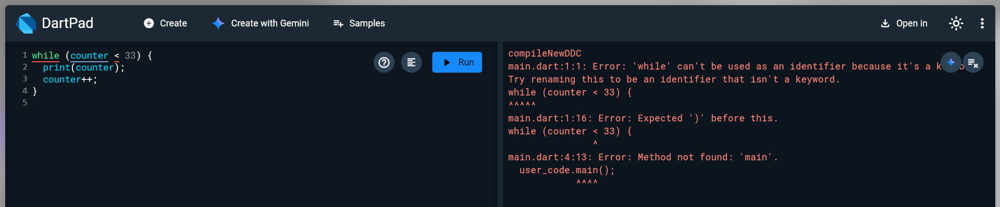 DartPad
Create
Create with Gemini
Samples
Open in
1 while (counter < 33) {
2   print(counter);
3   counter++;
4 }
5
Run
compileNewDDC
main.dart:1:1: Error: 'while' can't be used as an identifier because it's a
Try renaming this to be an identifier that isn't a keyword.
while (counter < 33) {
^^^^^
main.dart:1:16: Error: Expected ')' before this.
while (counter < 33) {
               ^
main.dart:4:13: Error: Method not found: 'main'.
  user_code.main();
            ^^^^